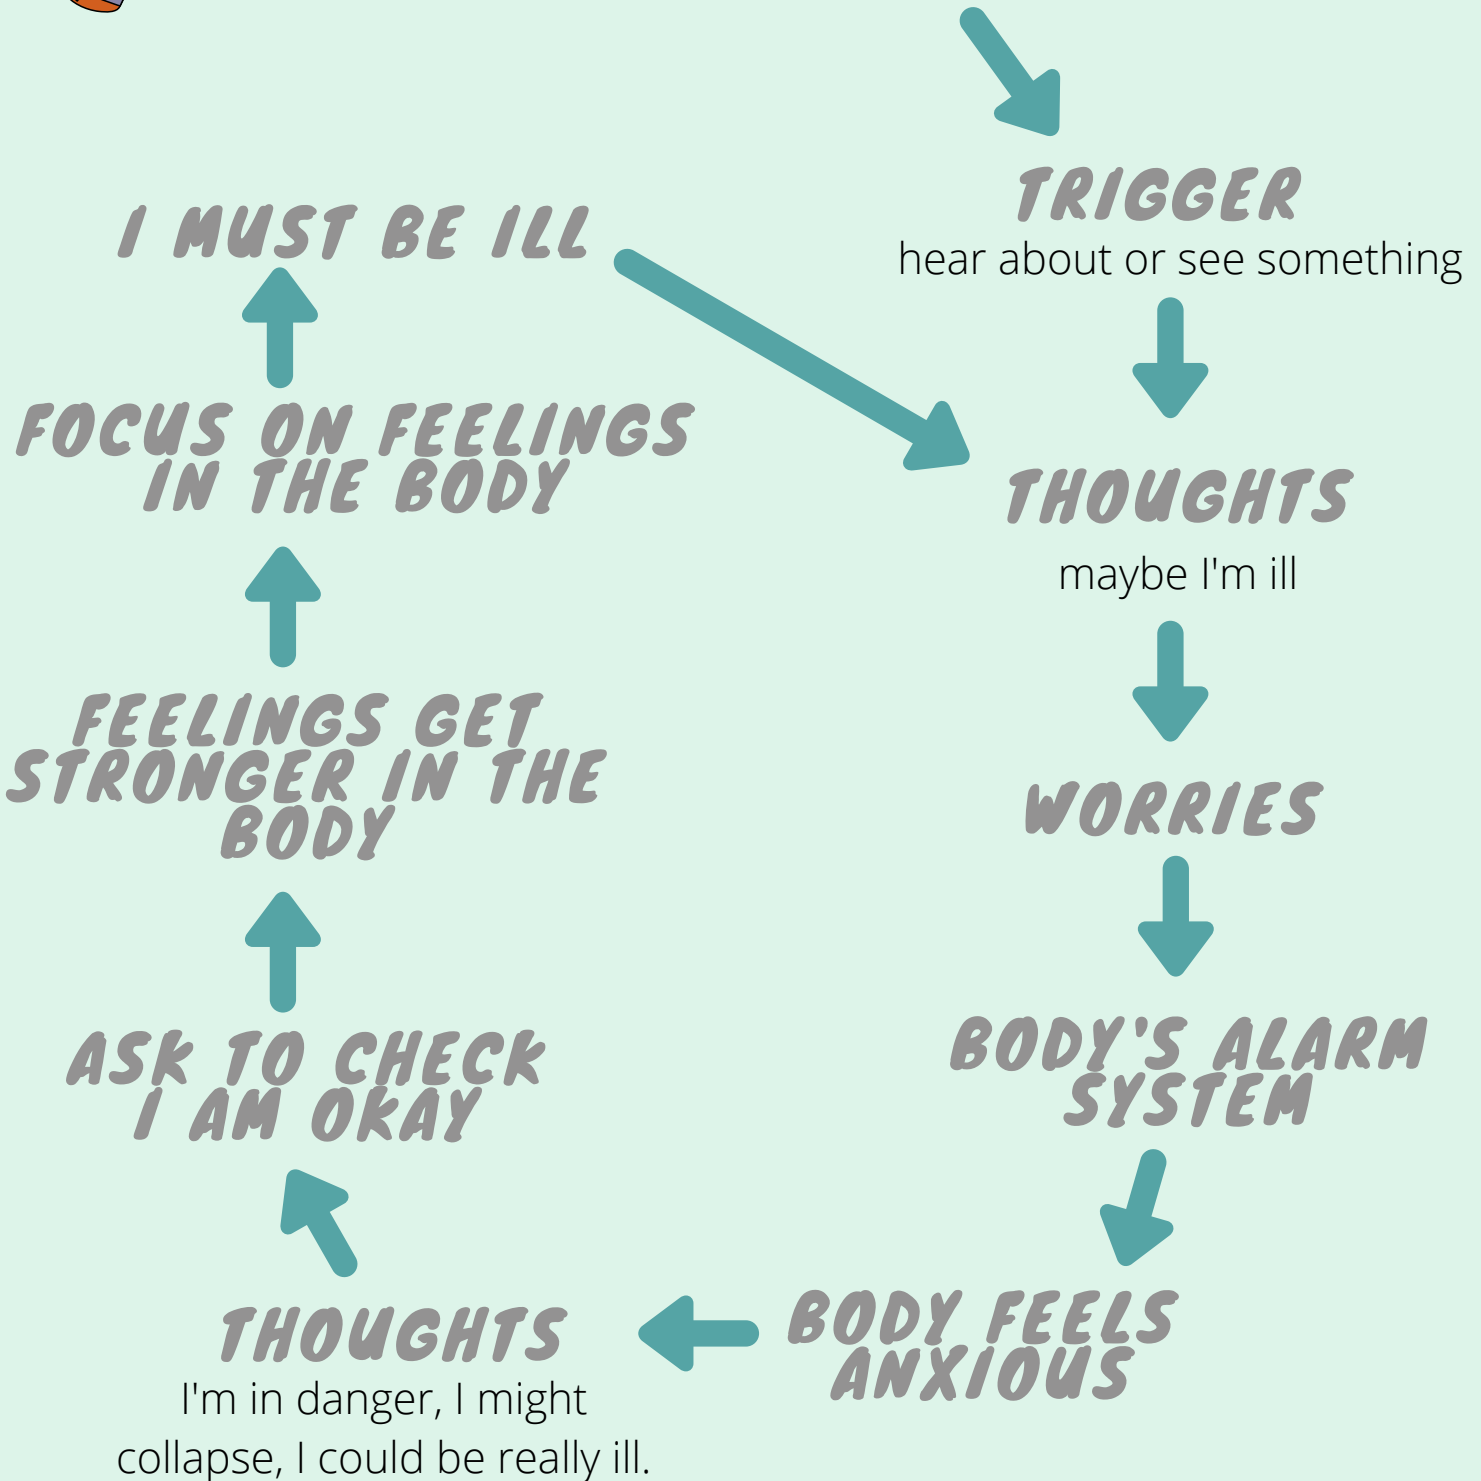 TRIGGER
hear about or see something
THOUGHTS
maybe I'm ill
WORRIES
BODY'S ALARM
SYSTEM
BODY FEELS
ANXIOUS
THOUGHTS
I'm in danger, I might
collapse, I could be really ill.
ASK TO CHECK
I AM OKAY
FEELINGS GET
STRONGER IN THE
BODY
FOCUS ON FEELINGS
IN THE BODY
I MUST BE ILL